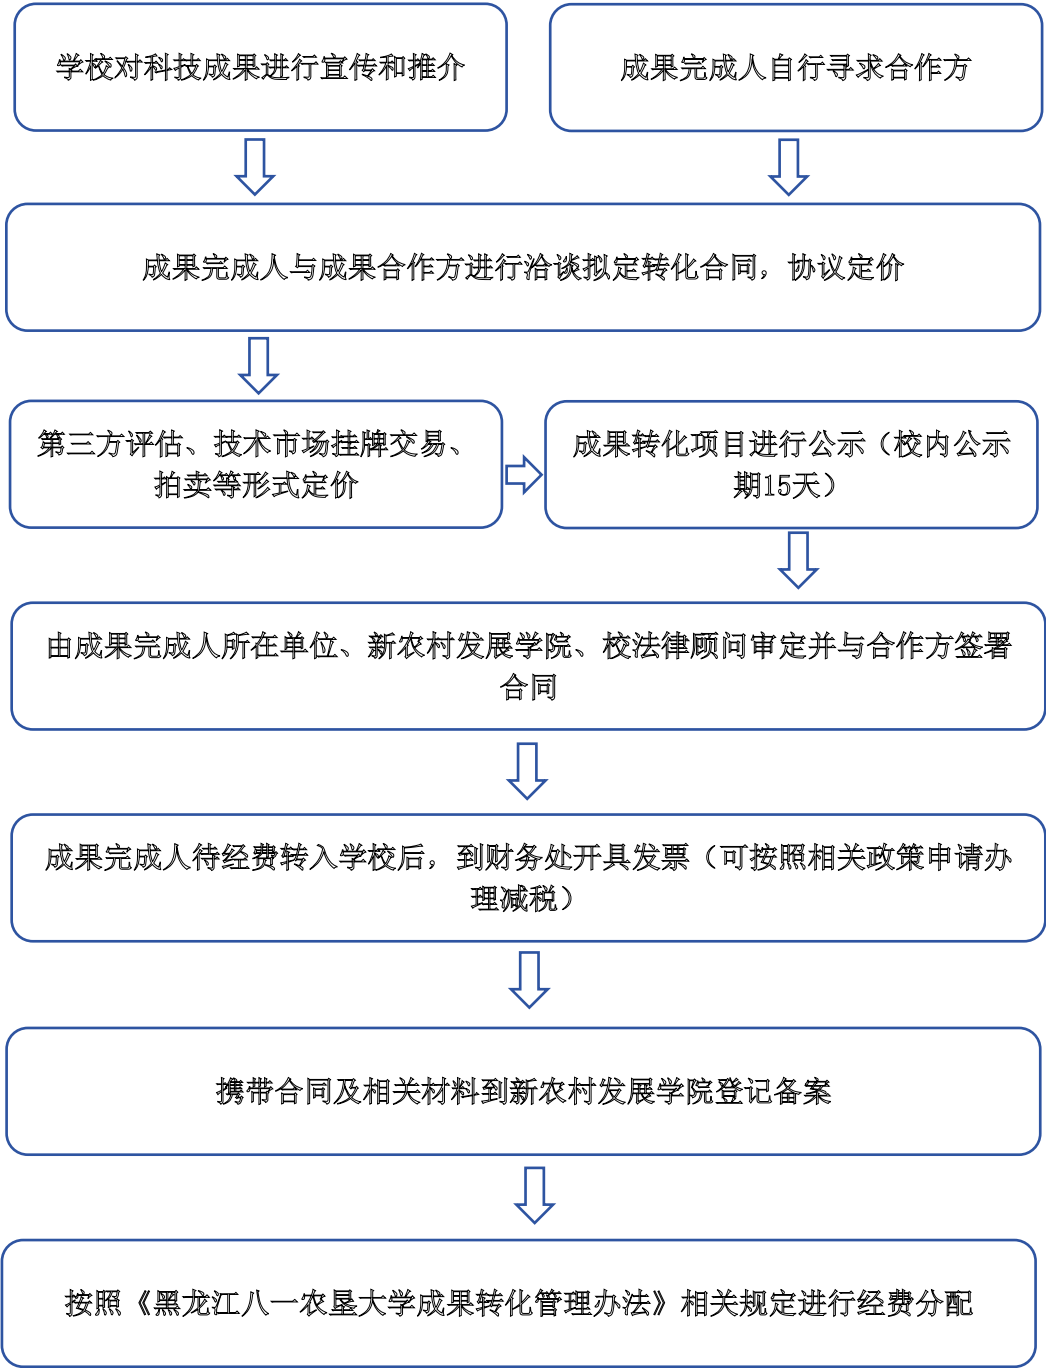 学校对科技成果进行宣传和推介
成果完成人自行寻求合作方
成果完成人与成果合作方进行洽谈拟定转化合同，协议定价
第三方评估、技术市场挂牌交易、
拍卖等形式定价
成果转化项目进行公示（校内公示
期15天）
由成果完成人所在单位、新农村发展学院、校法律顾问审定并与合作方签署
合同
成果完成人待经费转入学校后，到财务处开具发票（可按照相关政策申请办
理减税）
携带合同及相关材料到新农村发展学院登记备案
按照《黑龙江八一农垦大学成果转化管理办法》相关规定进行经费分配